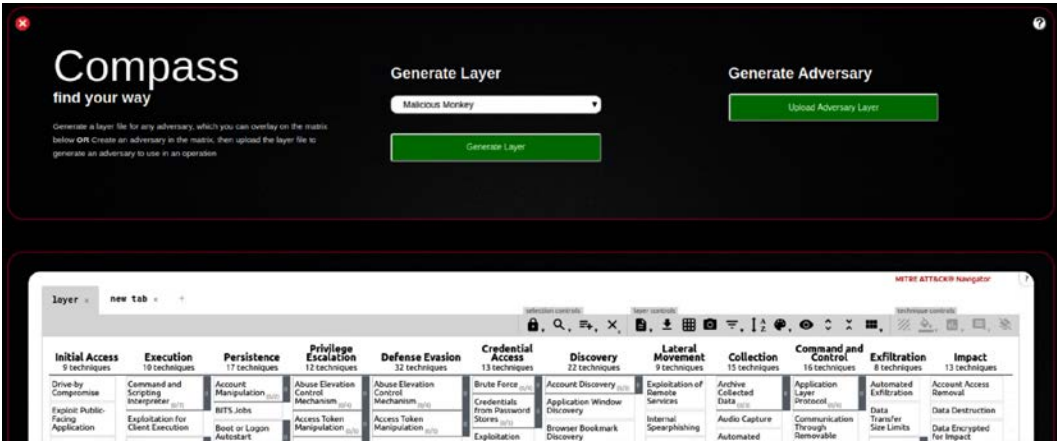 ?
Compass
find your way
Generate a layer file for any adversary, which you can overlay on the matrix
below OR Create an adversary in the matrix, then upload the layer file to
generate an adversary to use in an operation
Generate Layer
Malicious Monkey
Generate Layer
Generate Adversary
Upload Adversary Layer
MITRE ATT&CK® Navigator
?
layer x new tab x +
selection controls layer controls technique controls
Initial Access
9 techniques
Drive-by
Compromise
Exploit Public-
Facing
Application
Execution
10 techniques
Command and
Scripting
Interpreter (0/7)
Exploitation for
Client Execution
Persistence
17 techniques
Account
Manipulation
BITS Jobs
Boot or Logon
Autostart
Privilege
Escalation
12 techniques
Abuse Elevation
Control
Mechanism (0/4)
Access Token
Manipulation (0/5)
Defense Evasion
32 techniques
Abuse Elevation
Control
Mechanism (0/4)
Access Token
Manipulation (0/5)
Credential
Access
13 techniques
Brute Force
Credentials
from Password
Stores
Exploitation
Discovery
22 techniques
Account Discovery
Application Window
Discovery
Browser Bookmark
Discovery
Lateral
Movement
9 techniques
Exploitation of
Remote
Services
Internal
Spearphishing
Collection
15 techniques
Archive
Collected
Data
Audio Capture
Automated
Command and
Control
16 techniques
Application
Layer
Protocol
Communication
Through
Removable
Exfiltration
8 techniques
Automated
Exfiltration
Data
Transfer
Size Limits
Impact
13 techniques
Account Access
Removal
Data Destruction
Data Encrypted
for Impact